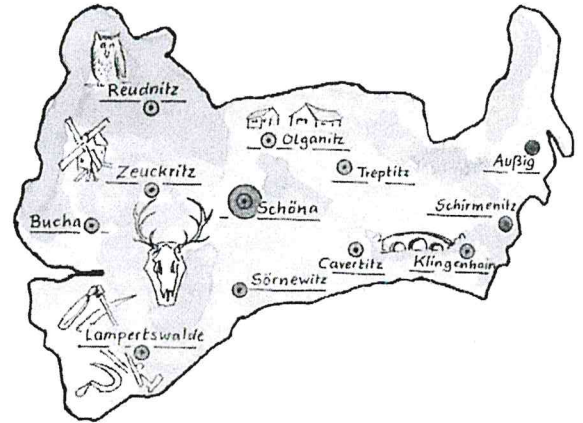 Reudnitz
Olganitz
Außig
Zeuckritz
Treptitz
Schöna
Schirmenitz
Bucha
Cavertitz
Klingenhain
Sörnewitz
Lampertswalde